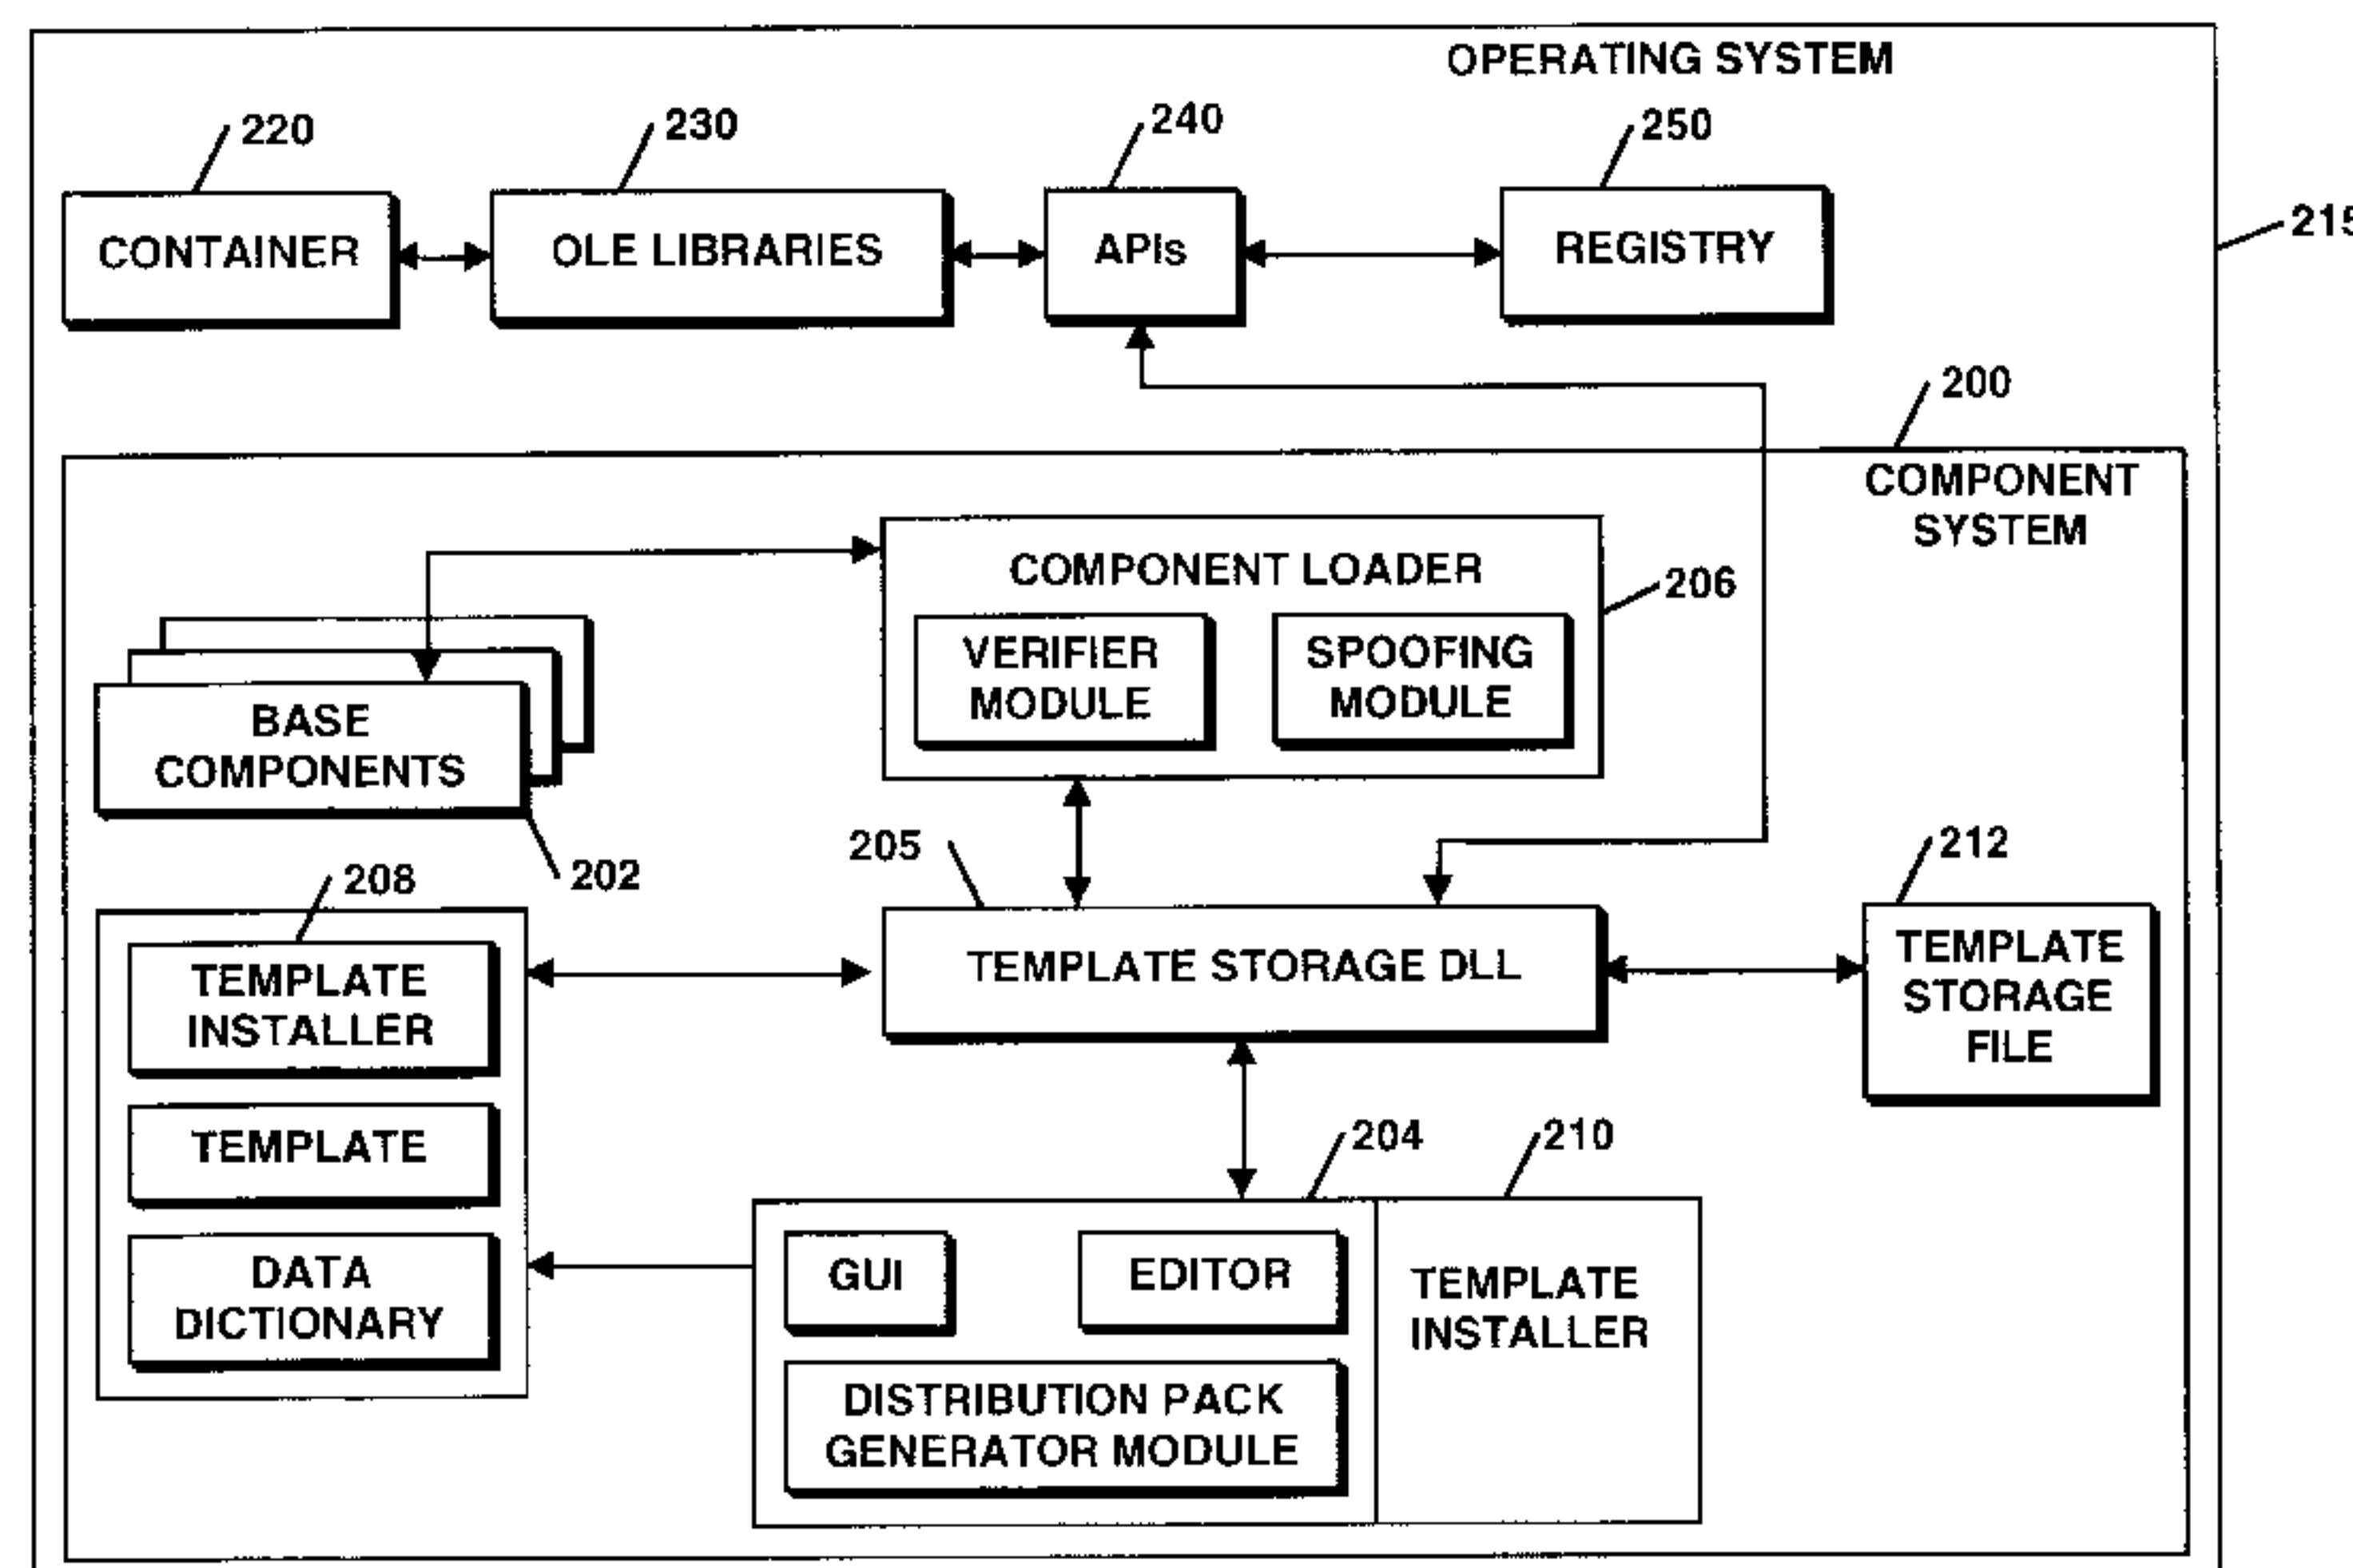 OPERATING SYSTEM
220
230
240
250
215
CONTAINER
OLE LIBRARIES
APIs
REGISTRY
200
COMPONENT
SYSTEM
COMPONENT LOADER
206
VERIFIER
MODULE
SPOOFING
MODULE
BASE
COMPONENTS
202
205
212
208
TEMPLATE
INSTALLER
TEMPLATE STORAGE DLL
TEMPLATE
STORAGE
FILE
TEMPLATE
204
210
DATA
DICTIONARY
GUI
EDITOR
TEMPLATE
INSTALLER
DISTRIBUTION PACK
GENERATOR MODULE